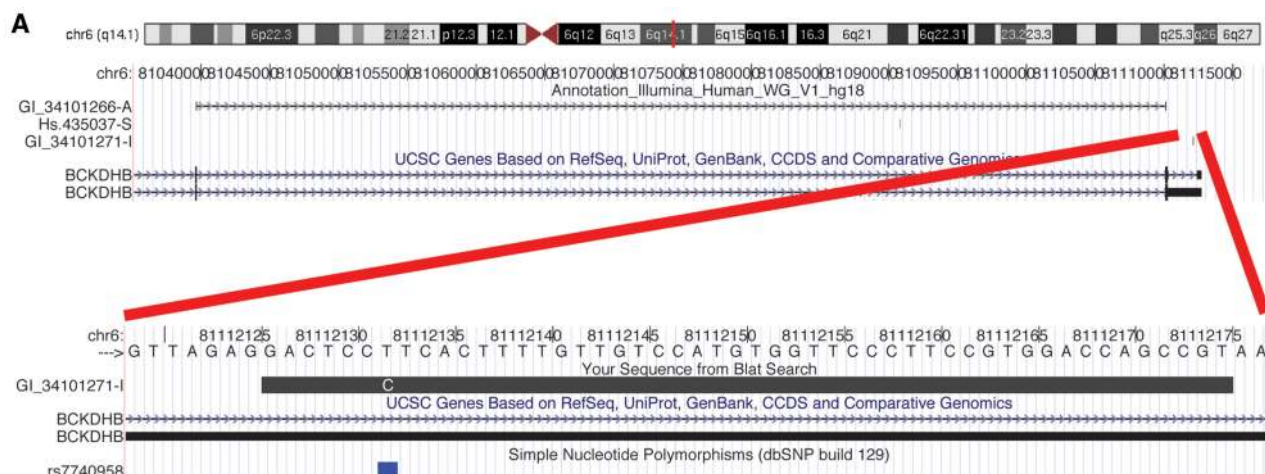 A
chr6 (q14.1) 6p22.3 21.2 21.1 p12.3 12.1 6q12 6q13 6q14.1 6q15 6q16.1 16.3 6q21 6q22.31 23.2 23.3 q25.3 q26 6q27
chr6: 81040000 81045000 81050000 81055000 81060000 81065000 81070000 81075000 81080000 81085000 81090000 81095000 81100000 81105000 81110000 81115000
Annotation_Illumina_Human_WG_V1_hg18
GI_34101266-A
Hs.435037-S
GI_34101271-I
UCSC Genes Based on RefSeq, UniProt, GenBank, CCDS and Comparative Genomics
BCKDHB
BCKDHB
chr6: 81112125 81112130 81112135 81112140 81112145 81112150 81112155 81112160 81112165 81112170 81112175
---> G T T A G A G G A C T C C T T C A C T T T T G T T G T C C A T G T G G T T C C C T T C C G T G G A C C A G C C G T A A
Your Sequence from Blat Search
GI_34101271-I C
UCSC Genes Based on RefSeq, UniProt, GenBank, CCDS and Comparative Genomics
BCKDHB
BCKDHB
Simple Nucleotide Polymorphisms (dbSNP build 129)
rs7740958